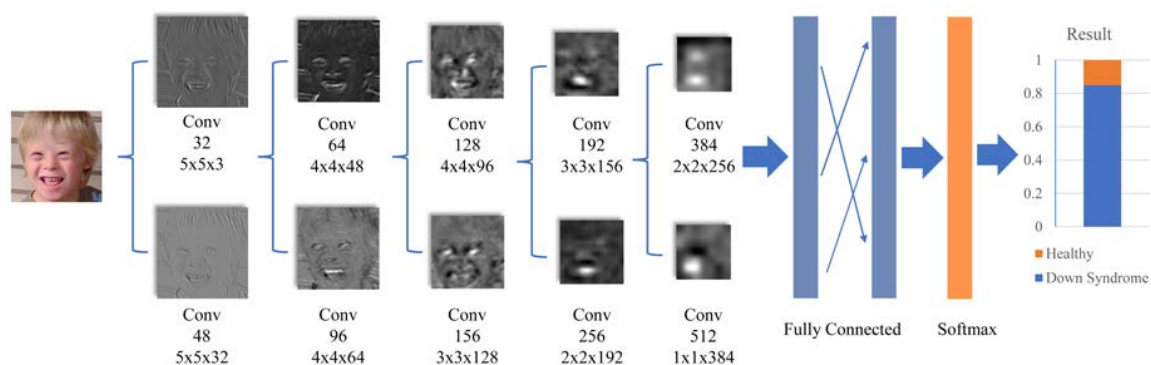 Conv
32
5x5x3
Conv
64
4x4x48
Conv
128
4x4x96
Conv
192
3x3x156
Conv
384
2x2x256
Conv
48
5x5x32
Conv
96
4x4x64
Conv
156
3x3x128
Conv
256
2x2x192
Conv
512
1x1x384
Fully Connected
Softmax
Result
1
0.8
0.6
0.4
0.2
0
Healthy
Down Syndrome